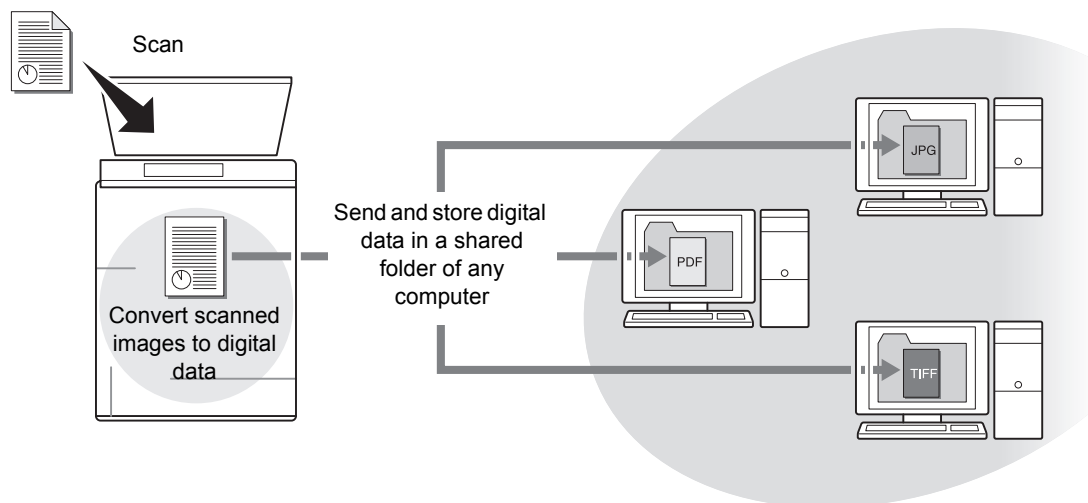 Scan
Convert scanned
images to digital
data
Send and store digital
data in a shared
folder of any
computer
JPG
PDF
TIFF